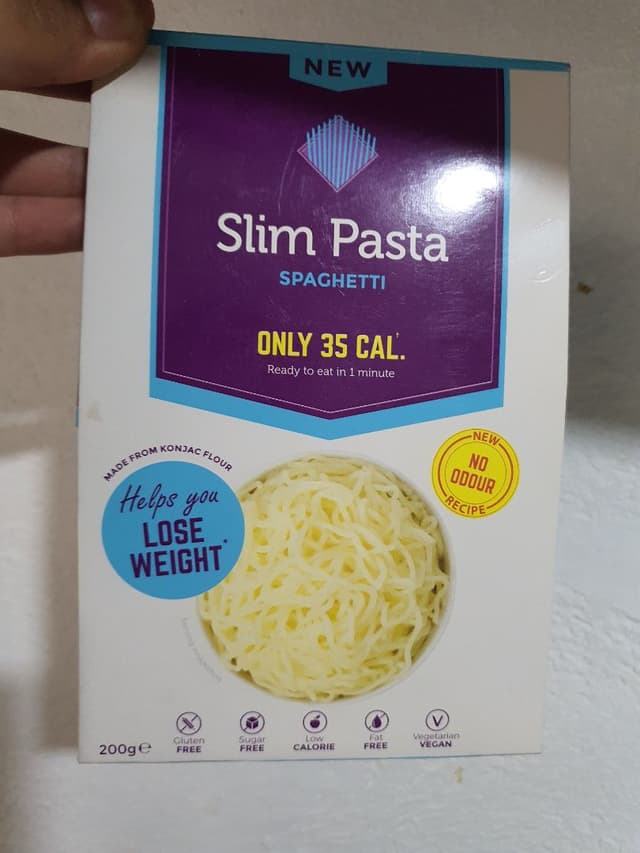 NEW
Slim Pasta
SPAGHETTI
ONLY 35 CAL.†
Ready to eat in 1 minute
MADE FROM KONJAC FLOUR
Helps you
LOSE
WEIGHT*
NEW
NO
ODOUR
RECIPE
200g℮
Gluten
FREE
Sugar
FREE
Low
CALORIE
Fat
FREE
Vegetarian
VEGAN